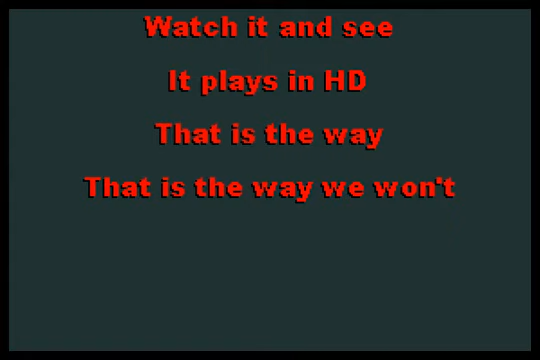 Watch it and see
It plays in HD
That is the way
That is the way we won't